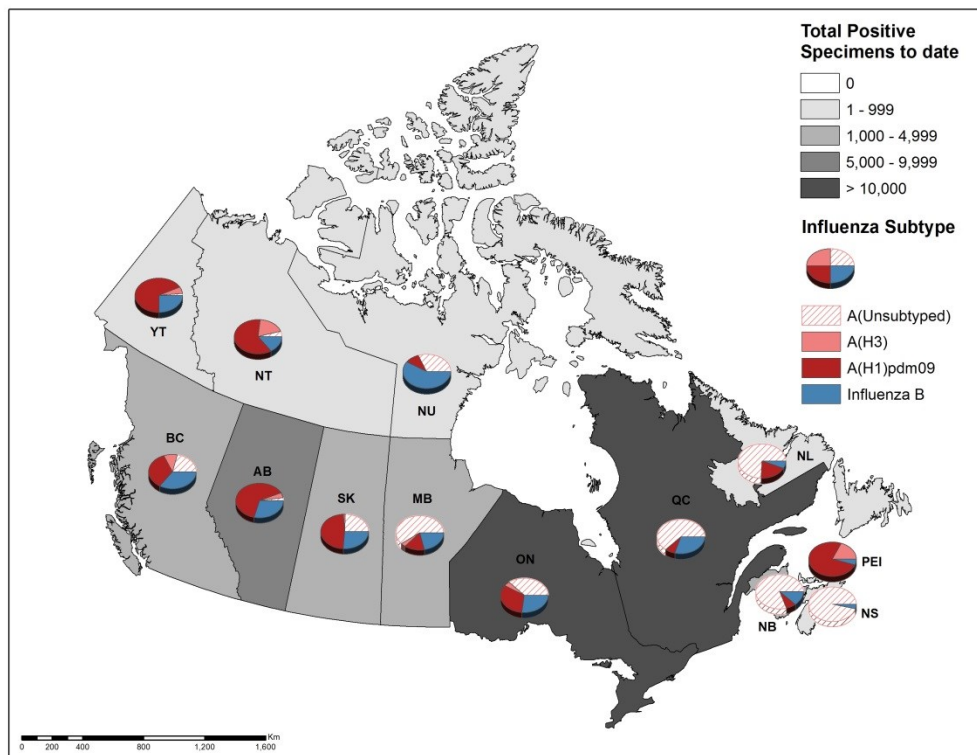 Total Positive
Specimens to date
0
1 - 999
1,000 - 4,999
5,000 - 9,999
> 10,000
Influenza Subtype
A(Unsubtyped)
A(H3)
A(H1)pdm09
Influenza B
YT
NT
NU
BC
AB
SK
MB
ON
QC
NL
PEI
NB
NS
Km
0 200 400 800 1,200 1,600